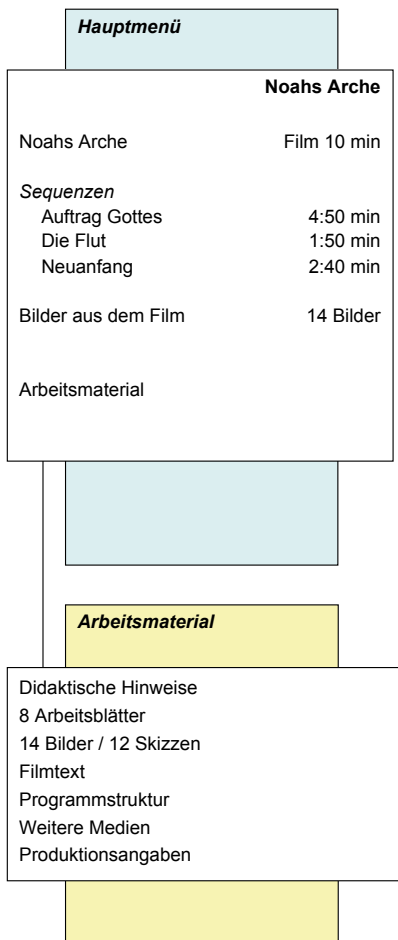 Hauptmenü
Noahs Arche
Noahs Arche Film 10 min
Sequenzen
Auftrag Gottes 4:50 min
Die Flut 1:50 min
Neuanfang 2:40 min
Bilder aus dem Film 14 Bilder
Arbeitsmaterial
Arbeitsmaterial
Didaktische Hinweise
8 Arbeitsblätter
14 Bilder / 12 Skizzen
Filmtext
Programmstruktur
Weitere Medien
Produktionsangaben